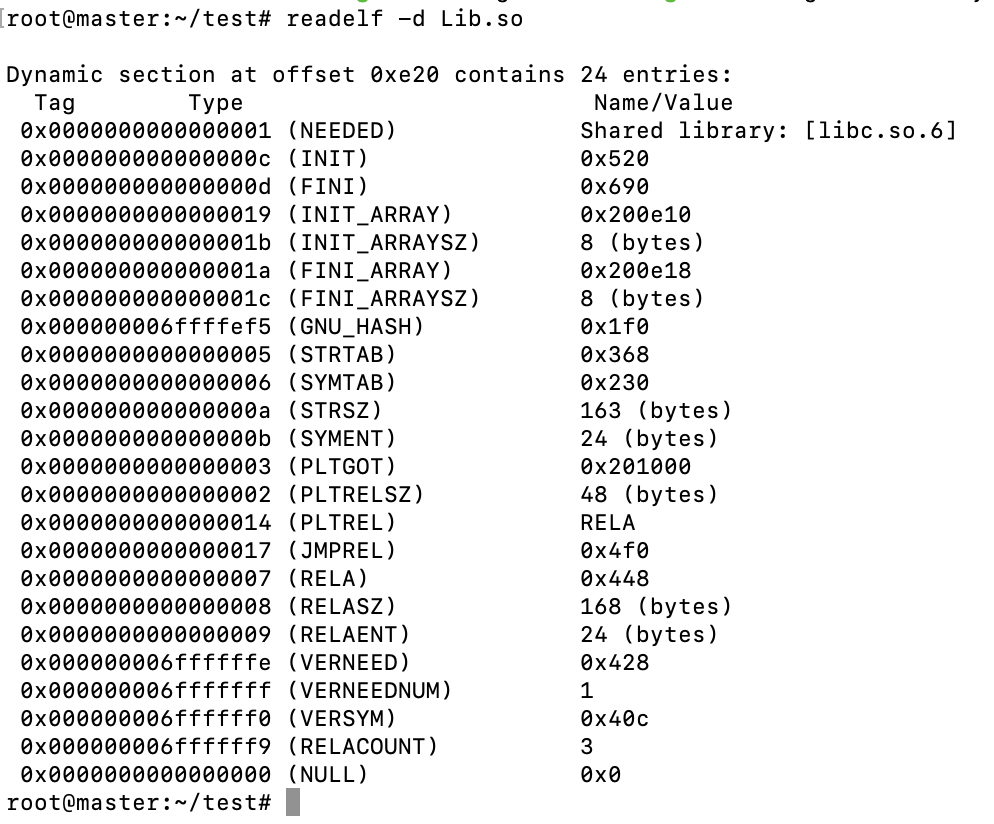 [root@master:~/test# readelf -d Lib.so
Dynamic section at offset 0xe20 contains 24 entries:
  Tag        Type                         Name/Value
 0x0000000000000001 (NEEDED)             Shared library: [libc.so.6]
 0x000000000000000c (INIT)               0x520
 0x000000000000000d (FINI)               0x690
 0x0000000000000019 (INIT_ARRAY)         0x200e10
 0x000000000000001b (INIT_ARRAYSZ)       8 (bytes)
 0x000000000000001a (FINI_ARRAY)         0x200e18
 0x000000000000001c (FINI_ARRAYSZ)       8 (bytes)
 0x000000006ffffef5 (GNU_HASH)           0x1f0
 0x0000000000000005 (STRTAB)             0x368
 0x0000000000000006 (SYMTAB)             0x230
 0x000000000000000a (STRSZ)              163 (bytes)
 0x000000000000000b (SYMENT)             24 (bytes)
 0x0000000000000003 (PLTGOT)             0x201000
 0x0000000000000002 (PLTRELSZ)           48 (bytes)
 0x0000000000000014 (PLTREL)             RELA
 0x0000000000000017 (JMPREL)             0x4f0
 0x0000000000000007 (RELA)               0x448
 0x0000000000000008 (RELASZ)             168 (bytes)
 0x0000000000000009 (RELAENT)            24 (bytes)
 0x000000006ffffffe (VERNEED)            0x428
 0x000000006fffffff (VERNEEDNUM)         1
 0x000000006ffffff0 (VERSYM)             0x40c
 0x000000006ffffff9 (RELACOUNT)          3
 0x0000000000000000 (NULL)               0x0
root@master:~/test#